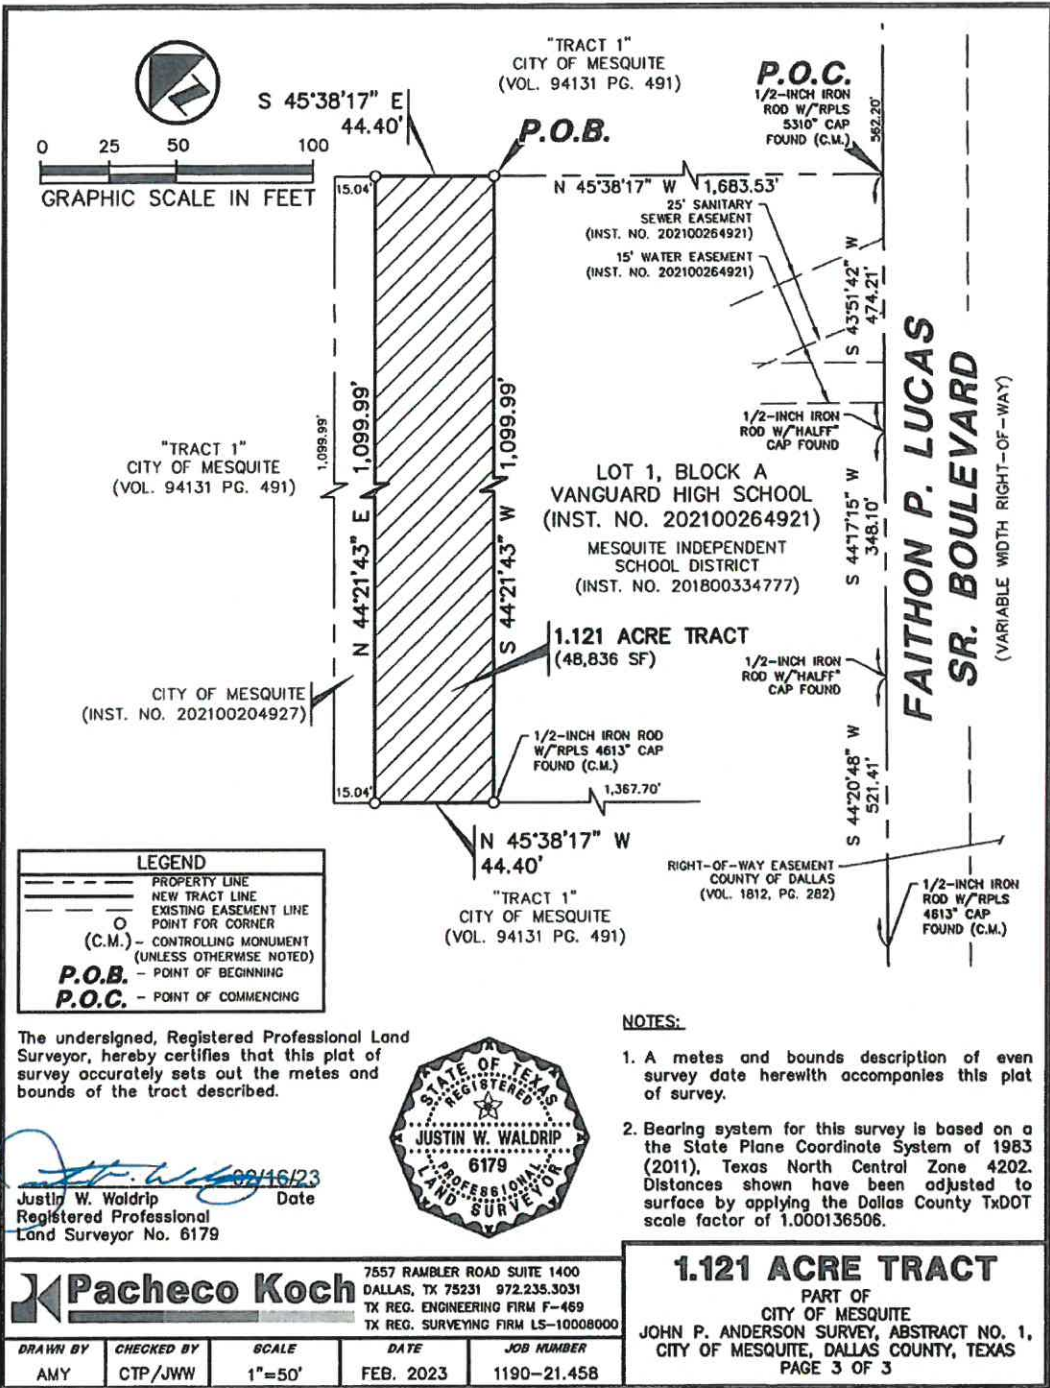 "TRACT 1"
CITY OF MESQUITE
(VOL. 94131 PG. 491)
P.O.C.
1/2-INCH IRON
ROD W/"RPLS
5310" CAP
FOUND (C.M.)
562.20'
S 45°38'17" E
44.40'
P.O.B.
0 25 50 100
GRAPHIC SCALE IN FEET
15.04'
N 45°38'17" W 1,683.53'
25' SANITARY
SEWER EASEMENT
(INST. NO. 202100264921)
15' WATER EASEMENT
(INST. NO. 202100264921)
S 43°51'42" W
474.21'
FAITHON P. LUCAS
SR. BOULEVARD
(VARIABLE WIDTH RIGHT-OF-WAY)
1/2-INCH IRON
ROD W/"HALFF"
CAP FOUND
1,099.99'
N 44°21'43" E 1,099.99'
S 44°21'43" W 1,099.99'
"TRACT 1"
CITY OF MESQUITE
(VOL. 94131 PG. 491)
LOT 1, BLOCK A
VANGUARD HIGH SCHOOL
(INST. NO. 202100264921)
MESQUITE INDEPENDENT
SCHOOL DISTRICT
(INST. NO. 201800334777)
S 44°17'15" W
348.10'
1.121 ACRE TRACT
(48,836 SF)
1/2-INCH IRON
ROD W/"HALFF"
CAP FOUND
CITY OF MESQUITE
(INST. NO. 202100204927)
1/2-INCH IRON ROD
W/"RPLS 4613" CAP
FOUND (C.M.)
S 44°20'48" W
521.41'
15.04'
1,367.70'
N 45°38'17" W
44.40'
RIGHT-OF-WAY EASEMENT
COUNTY OF DALLAS
(VOL. 1812, PG. 282)
1/2-INCH IRON
ROD W/"RPLS
4613" CAP
FOUND (C.M.)
"TRACT 1"
CITY OF MESQUITE
(VOL. 94131 PG. 491)
LEGEND
PROPERTY LINE
NEW TRACT LINE
EXISTING EASEMENT LINE
POINT FOR CORNER
(C.M.) - CONTROLLING MONUMENT
(UNLESS OTHERWISE NOTED)
P.O.B. - POINT OF BEGINNING
P.O.C. - POINT OF COMMENCING
The undersigned, Registered Professional Land
Surveyor, hereby certifies that this plat of
survey accurately sets out the metes and
bounds of the tract described.
02/16/23
Justin W. Waldrip Date
Registered Professional
Land Surveyor No. 6179
STATE OF TEXAS
REGISTERED
JUSTIN W. WALDRIP
6179
PROFESSIONAL
LAND SURVEYOR
NOTES:
1. A metes and bounds description of even
survey date herewith accompanies this plat
of survey.
2. Bearing system for this survey is based on a
the State Plane Coordinate System of 1983
(2011), Texas North Central Zone 4202.
Distances shown have been adjusted to
surface by applying the Dallas County TxDOT
scale factor of 1.000136506.
Pacheco Koch
7557 RAMBLER ROAD SUITE 1400
DALLAS, TX 75231 972.235.3031
TX REG. ENGINEERING FIRM F-469
TX REG. SURVEYING FIRM LS-10008000
DRAWN BY CHECKED BY SCALE DATE JOB NUMBER
AMY CTP/JWW 1"=50' FEB. 2023 1190-21.458
1.121 ACRE TRACT
PART OF
CITY OF MESQUITE
JOHN P. ANDERSON SURVEY, ABSTRACT NO. 1,
CITY OF MESQUITE, DALLAS COUNTY, TEXAS
PAGE 3 OF 3